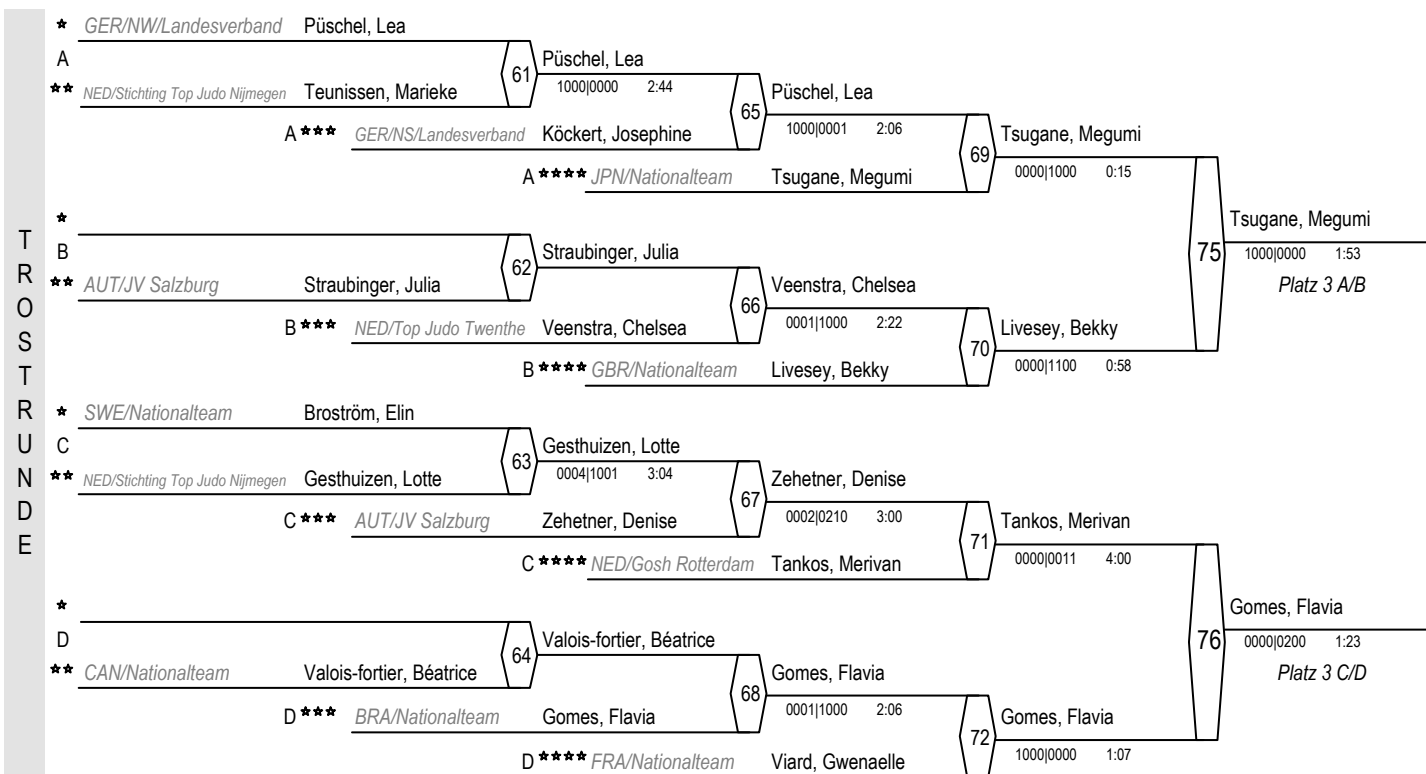 TROSTRUNDE
* GER/NW/Landesverband Püschel, Lea
A
** NED/Stichting Top Judo Nijmegen Teunissen, Marieke
61
Püschel, Lea
1000|0000 2:44
A *** GER/NS/Landesverband Köckert, Josephine
65
Püschel, Lea
1000|0001 2:06
A **** JPN/Nationalteam Tsugane, Megumi
69
Tsugane, Megumi
0000|1000 0:15
*
B
** AUT/JV Salzburg Straubinger, Julia
62
Straubinger, Julia
B *** NED/Top Judo Twenthe Veenstra, Chelsea
66
Veenstra, Chelsea
0001|1000 2:22
B **** GBR/Nationalteam Livesey, Bekky
70
Livesey, Bekky
0000|1100 0:58
75
Tsugane, Megumi
1000|0000 1:53
Platz 3 A/B
* SWE/Nationalteam Broström, Elin
C
** NED/Stichting Top Judo Nijmegen Gesthuizen, Lotte
63
Gesthuizen, Lotte
0004|1001 3:04
C *** AUT/JV Salzburg Zehetner, Denise
67
Zehetner, Denise
0002|0210 3:00
C **** NED/Gosh Rotterdam Tankos, Merivan
71
Tankos, Merivan
0000|0011 4:00
*
D
** CAN/Nationalteam Valois-fortier, Béatrice
64
Valois-fortier, Béatrice
D *** BRA/Nationalteam Gomes, Flavia
68
Gomes, Flavia
0001|1000 2:06
D **** FRA/Nationalteam Viard, Gwenaelle
72
Gomes, Flavia
1000|0000 1:07
76
Gomes, Flavia
0000|0200 1:23
Platz 3 C/D